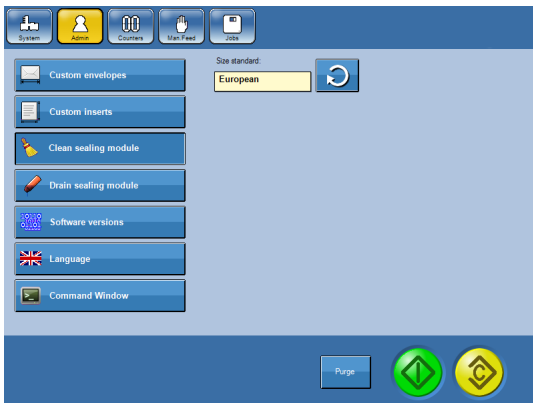 System
Admin
Counters
Man.Feed
Jobs
Size standard:
European
Custom envelopes
Custom inserts
Clean sealing module
Drain sealing module
Software versions
Language
Command Window
Purge
C